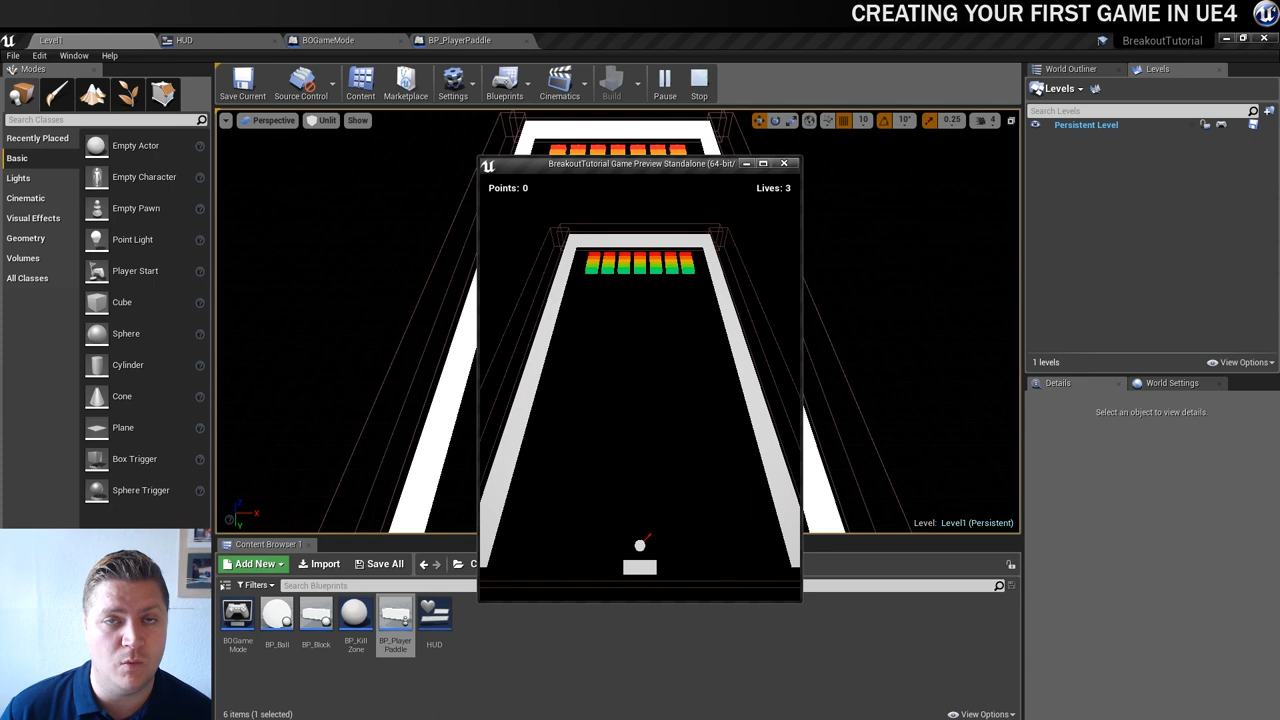 CREATING YOUR FIRST GAME IN UE4
Level1
HUD
BOGameMode
BP_PlayerPaddle
BreakoutTutorial
File Edit Window Help
Modes
Search Classes
Recently Placed
Basic
Lights
Cinematic
Visual Effects
Geometry
Volumes
All Classes
Empty Actor
Empty Character
Empty Pawn
Point Light
Player Start
Cube
Sphere
Cylinder
Cone
Plane
Box Trigger
Sphere Trigger
Save Current
Source Control
Content
Marketplace
Settings
Blueprints
Cinematics
Build
Pause
Stop
Perspective
Unlit
Show
10
10°
0.25
4
BreakoutTutorial Game Preview Standalone (64-bit/
Points: 0
Lives: 3
X
Y
Z
Level: Level1 (Persistent)
World Outliner
Levels
Levels
Search Levels
Persistent Level
1 levels
View Options
Details
World Settings
Select an object to view details.
Content Browser 1
Add New
Import
Save All
C
Filters
Search Blueprints
BOGame
Mode
BP_Ball
BP_Block
BP_Kill
Zone
BP_Player
Paddle
HUD
6 items (1 selected)
View Options